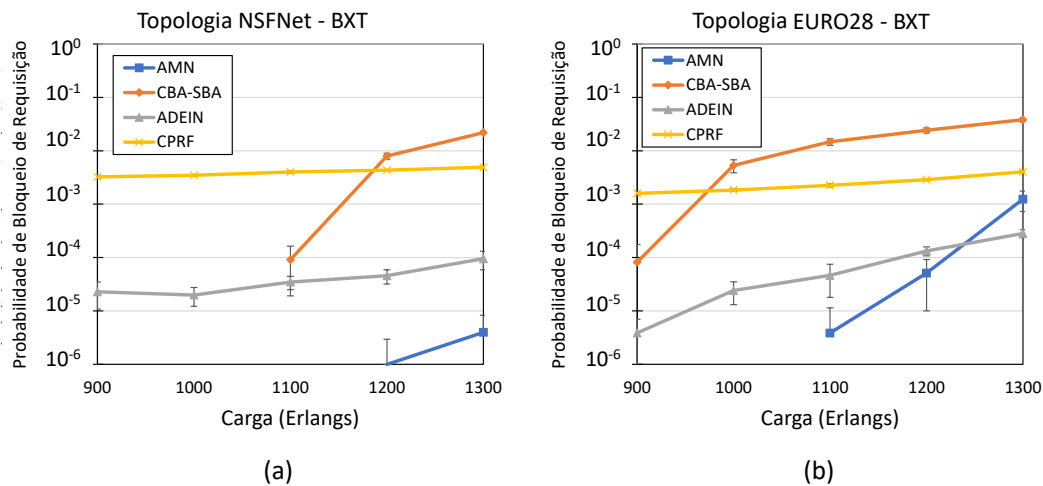 Topologia NSFNet - BXT
Probabilidade de Bloqueio de Requisição
10^0
10^-1
10^-2
10^-3
10^-4
10^-5
10^-6
AMN
CBA-SBA
ADEIN
CPRF
900
1000
1100
1200
1300
Carga (Erlangs)
(a)
Topologia EURO28 - BXT
Probabilidade de Bloqueio de Requisição
10^0
10^-1
10^-2
10^-3
10^-4
10^-5
10^-6
AMN
CBA-SBA
ADEIN
CPRF
900
1000
1100
1200
1300
Carga (Erlangs)
(b)